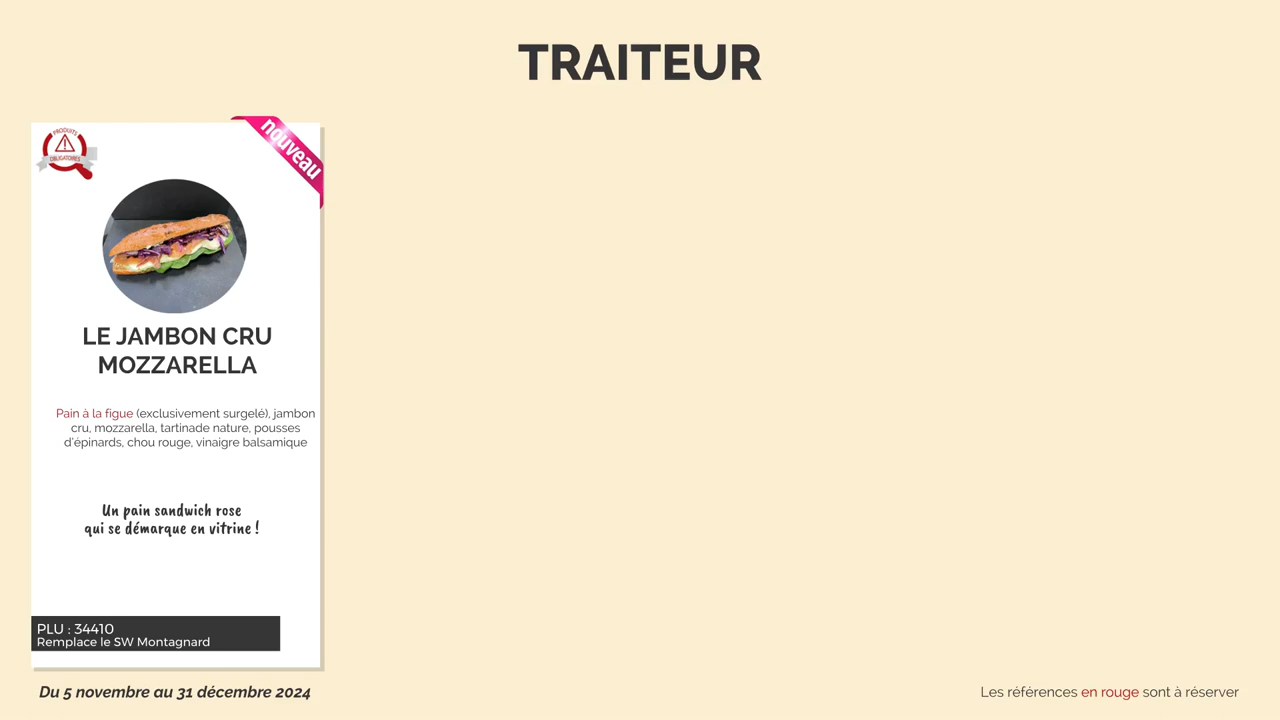 TRAITEUR
PRODUITS
OBLIGATOIRES
nouveau
LE JAMBON CRU
MOZZARELLA
Pain à la figue (exclusivement surgelé), jambon
cru, mozzarella, tartinade nature, pousses
d'épinards, chou rouge, vinaigre balsamique
Un pain sandwich rose
qui se démarque en vitrine !
PLU : 34410
Remplace le SW Montagnard
Du 5 novembre au 31 décembre 2024
Les références en rouge sont à réserver